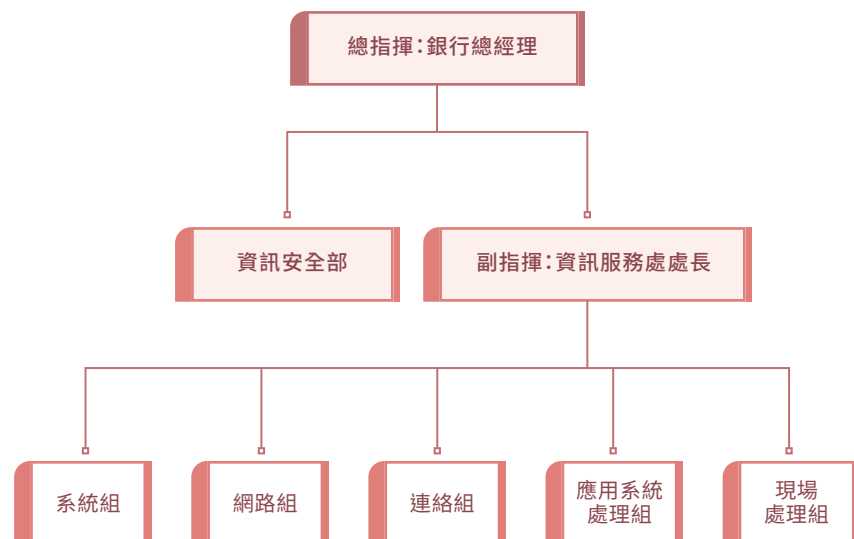 總指揮：銀行總經理
資訊安全部
副指揮：資訊服務處處長
系統組
網路組
連絡組
應用系統
處理組
現場
處理組